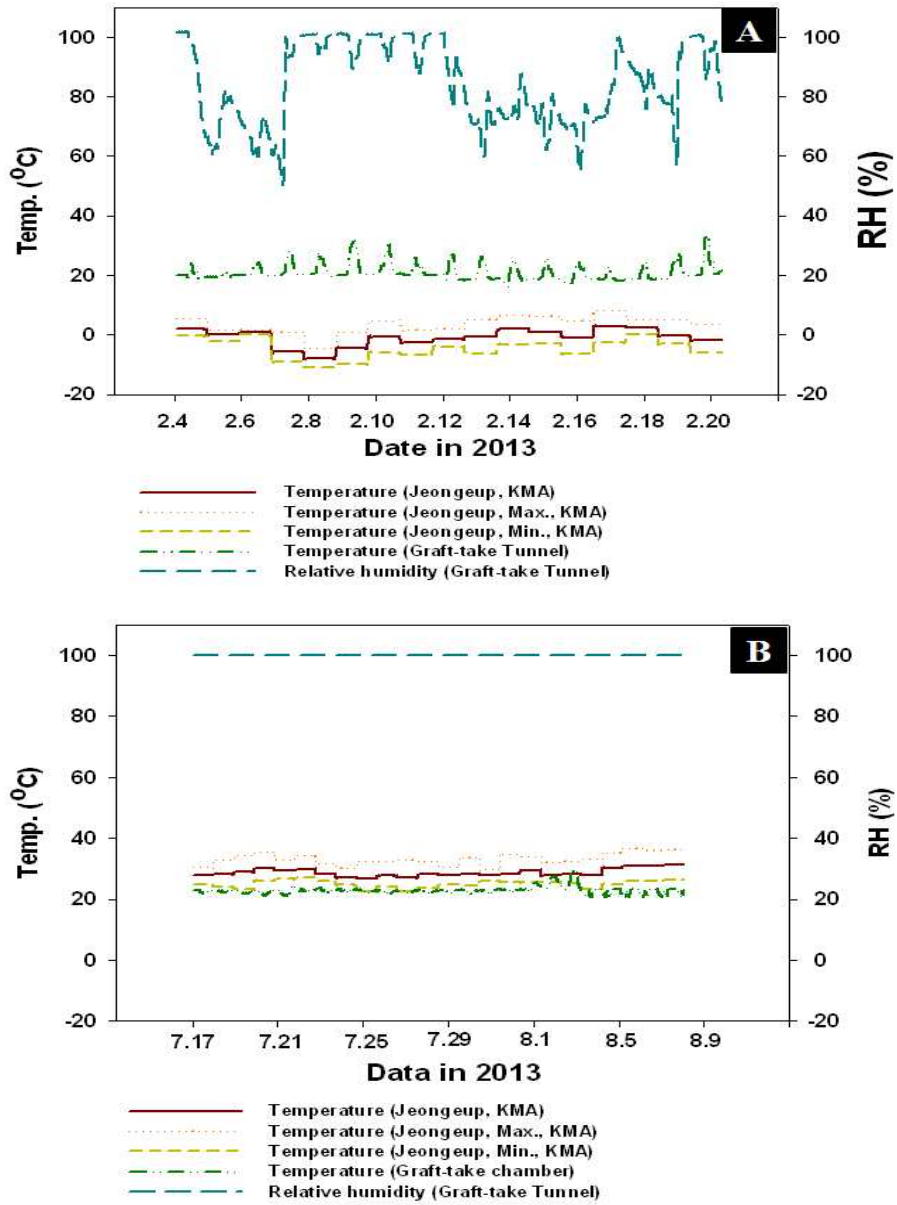 A
100
80
60
40
20
0
-20
Temp. (⁰C)
100
80
60
40
20
0
-20
RH (%)
2.4 2.6 2.8 2.10 2.12 2.14 2.16 2.18 2.20
Date in 2013
Temperature (Jeongeup, KMA)
Temperature (Jeongeup, Max., KMA)
Temperature (Jeongeup, Min., KMA)
Temperature (Graft-take Tunnel)
Relative humidity (Graft-take Tunnel)
B
100
80
60
40
20
0
-20
Temp. (⁰C)
100
80
60
40
20
0
-20
RH (%)
7.17 7.21 7.25 7.29 8.1 8.5 8.9
Data in 2013
Temperature (Jeongeup, KMA)
Temperature (Jeongeup, Max., KMA)
Temperature (Jeongeup, Min., KMA)
Temperature (Graft-take chamber)
Relative humidity (Graft-take Tunnel)